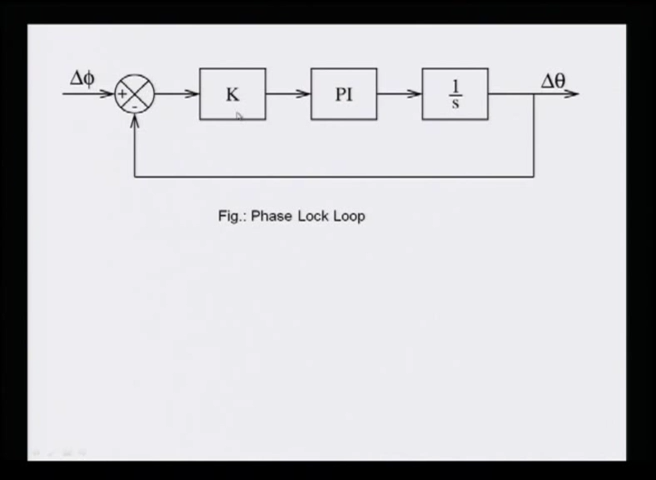 Δφ + - K PI 1/s Δθ
Fig.: Phase Lock Loop